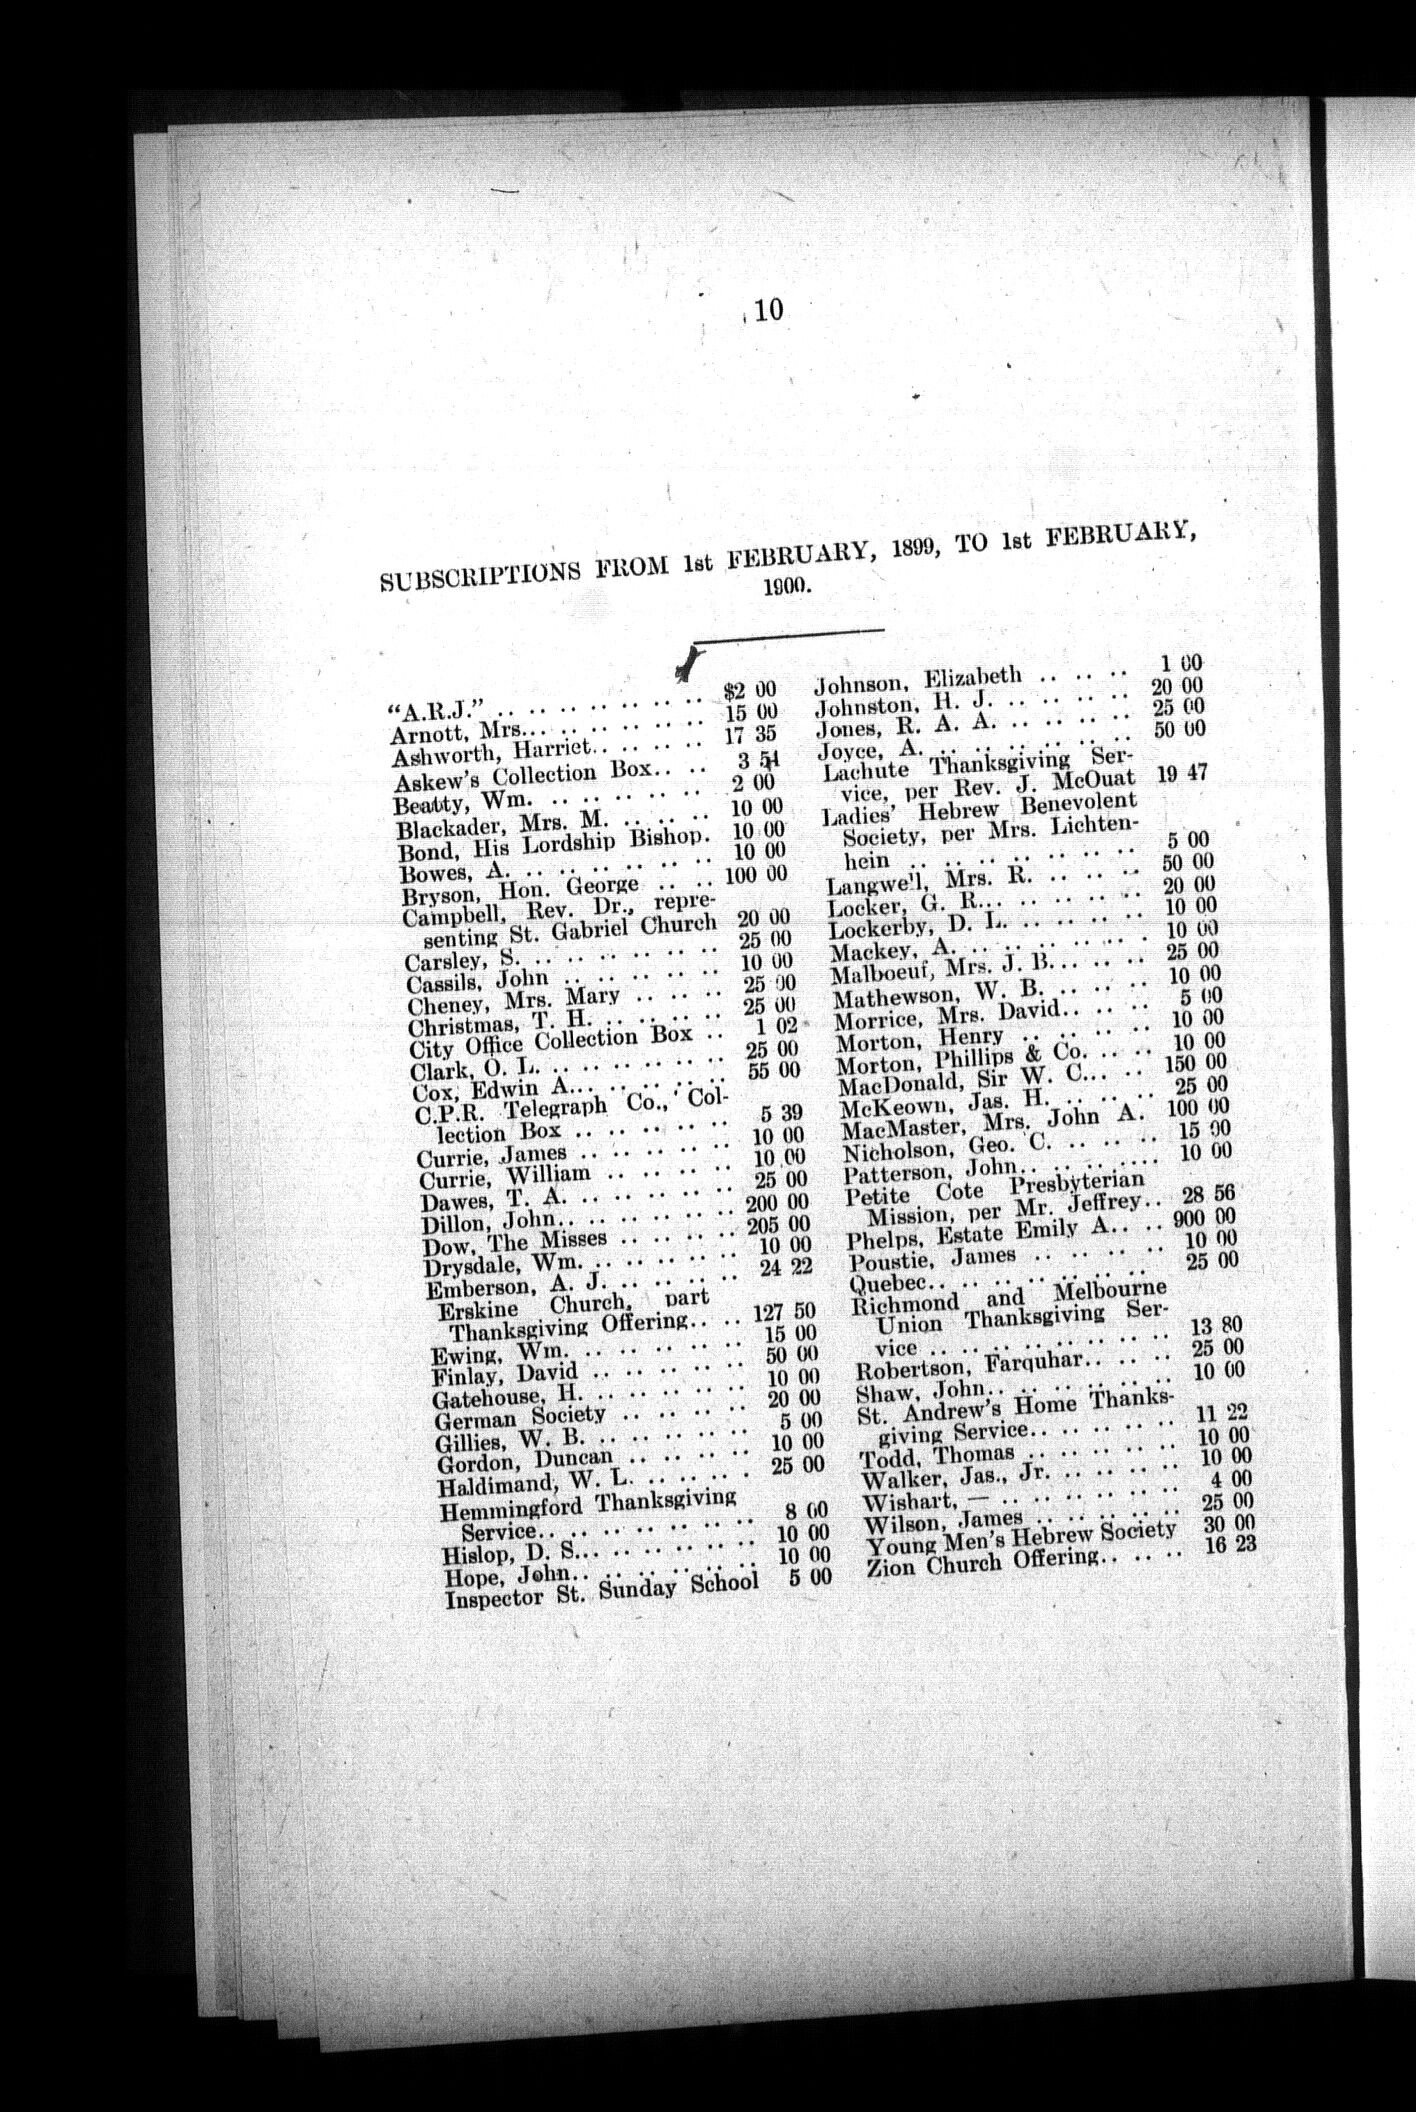 10
SUBSCRIPTIONS FROM 1st FEBRUARY, 1899, TO 1st FEBRUARY,
1900.
"A.R.J." .. .. .. .. .. .. .. $2 00
Arnott, Mrs... .. .. .. .. .. 15 00
Ashworth, Harriet.. .. .. .. 17 35
Askew's Collection Box.. .. 3 54
Beatty, Wm. .. .. .. .. .. .. 2 00
Blackader, Mrs. M. .. .. .. 10 00
Bond, His Lordship Bishop. 10 00
Bowes, A. .. .. .. .. .. .. .. 10 00
Bryson, Hon. George .. .. 100 00
Campbell, Rev. Dr., repre-
senting St. Gabriel Church 20 00
Carsley, S. .. .. .. .. .. .. 25 00
Cassils, John .. .. .. .. .. 10 00
Cheney, Mrs. Mary .. .. .. 25 00
Christmas, T. H. .. .. .. .. 25 00
City Office Collection Box .. 1 02
Clark, O. L. .. .. .. .. .. .. 25 00
Cox, Edwin A... .. .. .. .. 55 00
C.P.R. Telegraph Co., Col-
lection Box .. .. .. .. .. 5 39
Currie, James .. .. .. .. .. 10 00
Currie, William .. .. .. .. 10 00
Dawes, T. A. .. .. .. .. .. 25 00
Dillon, John.. .. .. .. .. .. 200 00
Dow, The Misses .. .. .. .. 205 00
Drysdale, Wm. .. .. .. .. .. 10 00
Emberson, A. J. .. .. .. .. 24 22
Erskine Church, part
Thanksgiving Offering.. .. 127 50
Ewing, Wm. .. .. .. .. .. .. 15 00
Finlay, David .. .. .. .. .. 50 00
Gatehouse, H. .. .. .. .. .. 10 00
German Society .. .. .. .. 20 00
Gillies, W. B. .. .. .. .. .. 5 00
Gordon, Duncan .. .. .. .. 10 00
Haldimand, W. L. .. .. .. . 25 00
Hemmingford Thanksgiving
Service.. .. .. .. .. .. .. 8 00
Hislop, D. S... .. .. .. .. .. 10 00
Hope, John.. .. .. .. .. .. 10 00
Inspector St. Sunday School 5 00
Johnson, Elizabeth .. .. .. 1 00
Johnston, H. J. .. .. .. .. 20 00
Jones, R. A. A. .. .. .. .. 25 00
Joyce, A. .. .. .. .. .. .. .. 50 00
Lachute Thanksgiving Ser-
vice, per Rev. J. McOuat 19 47
Ladies' Hebrew Benevolent
Society, per Mrs. Lichten-
hein .. .. .. .. .. .. .. 5 00
Langwell, Mrs. R. .. .. .. 50 00
Locker, G. R... .. .. .. .. 20 00
Lockerby, D. L. .. .. .. .. 10 00
Mackey, A. .. .. .. .. .. .. . 10 00
Malboeuf, Mrs. J. B... .. .. 25 00
Mathewson, W. B. .. .. .. 10 00
Morrice, Mrs. David.. .. .. 5 00
Morton, Henry .. .. .. .. .. 10 00
Morton, Phillips & Co. .. .. 10 00
MacDonald, Sir W. C... .. 150 00
McKeown, Jas. H. .. .. .. 25 00
MacMaster, Mrs. John A. 100 00
Nicholson, Geo. C. .. .. .. 15 00
Patterson, John.. .. .. .... 10 00
Petite Cote Presbyterian
Mission, per Mr. Jeffrey.. 28 56
Phelps, Estate Emily A.. .. 900 00
Poustie, James .. .. .. .. .. 10 00
Quebec.. .. .. .. .. .. .. .. 25 00
Richmond and Melbourne
Union Thanksgiving Ser-
vice .. .. .. .. .. .. .. .. 13 80
Robertson, Farquhar.. .. .. 25 00
Shaw, John.. .. .. .. .. .. 10 00
St. Andrew's Home Thanks-
giving Service.. .. .. .. .. 11 22
Todd, Thomas .. .. .. .. .. 10 00
Walker, Jas., Jr. .. .. .. .. 10 00
Wishart, — .. .. .. .. .. .. 4 00
Wilson, James .. .. .. .. .. 25 00
Young Men's Hebrew Society 30 00
Zion Church Offering.. .. .. 16 23